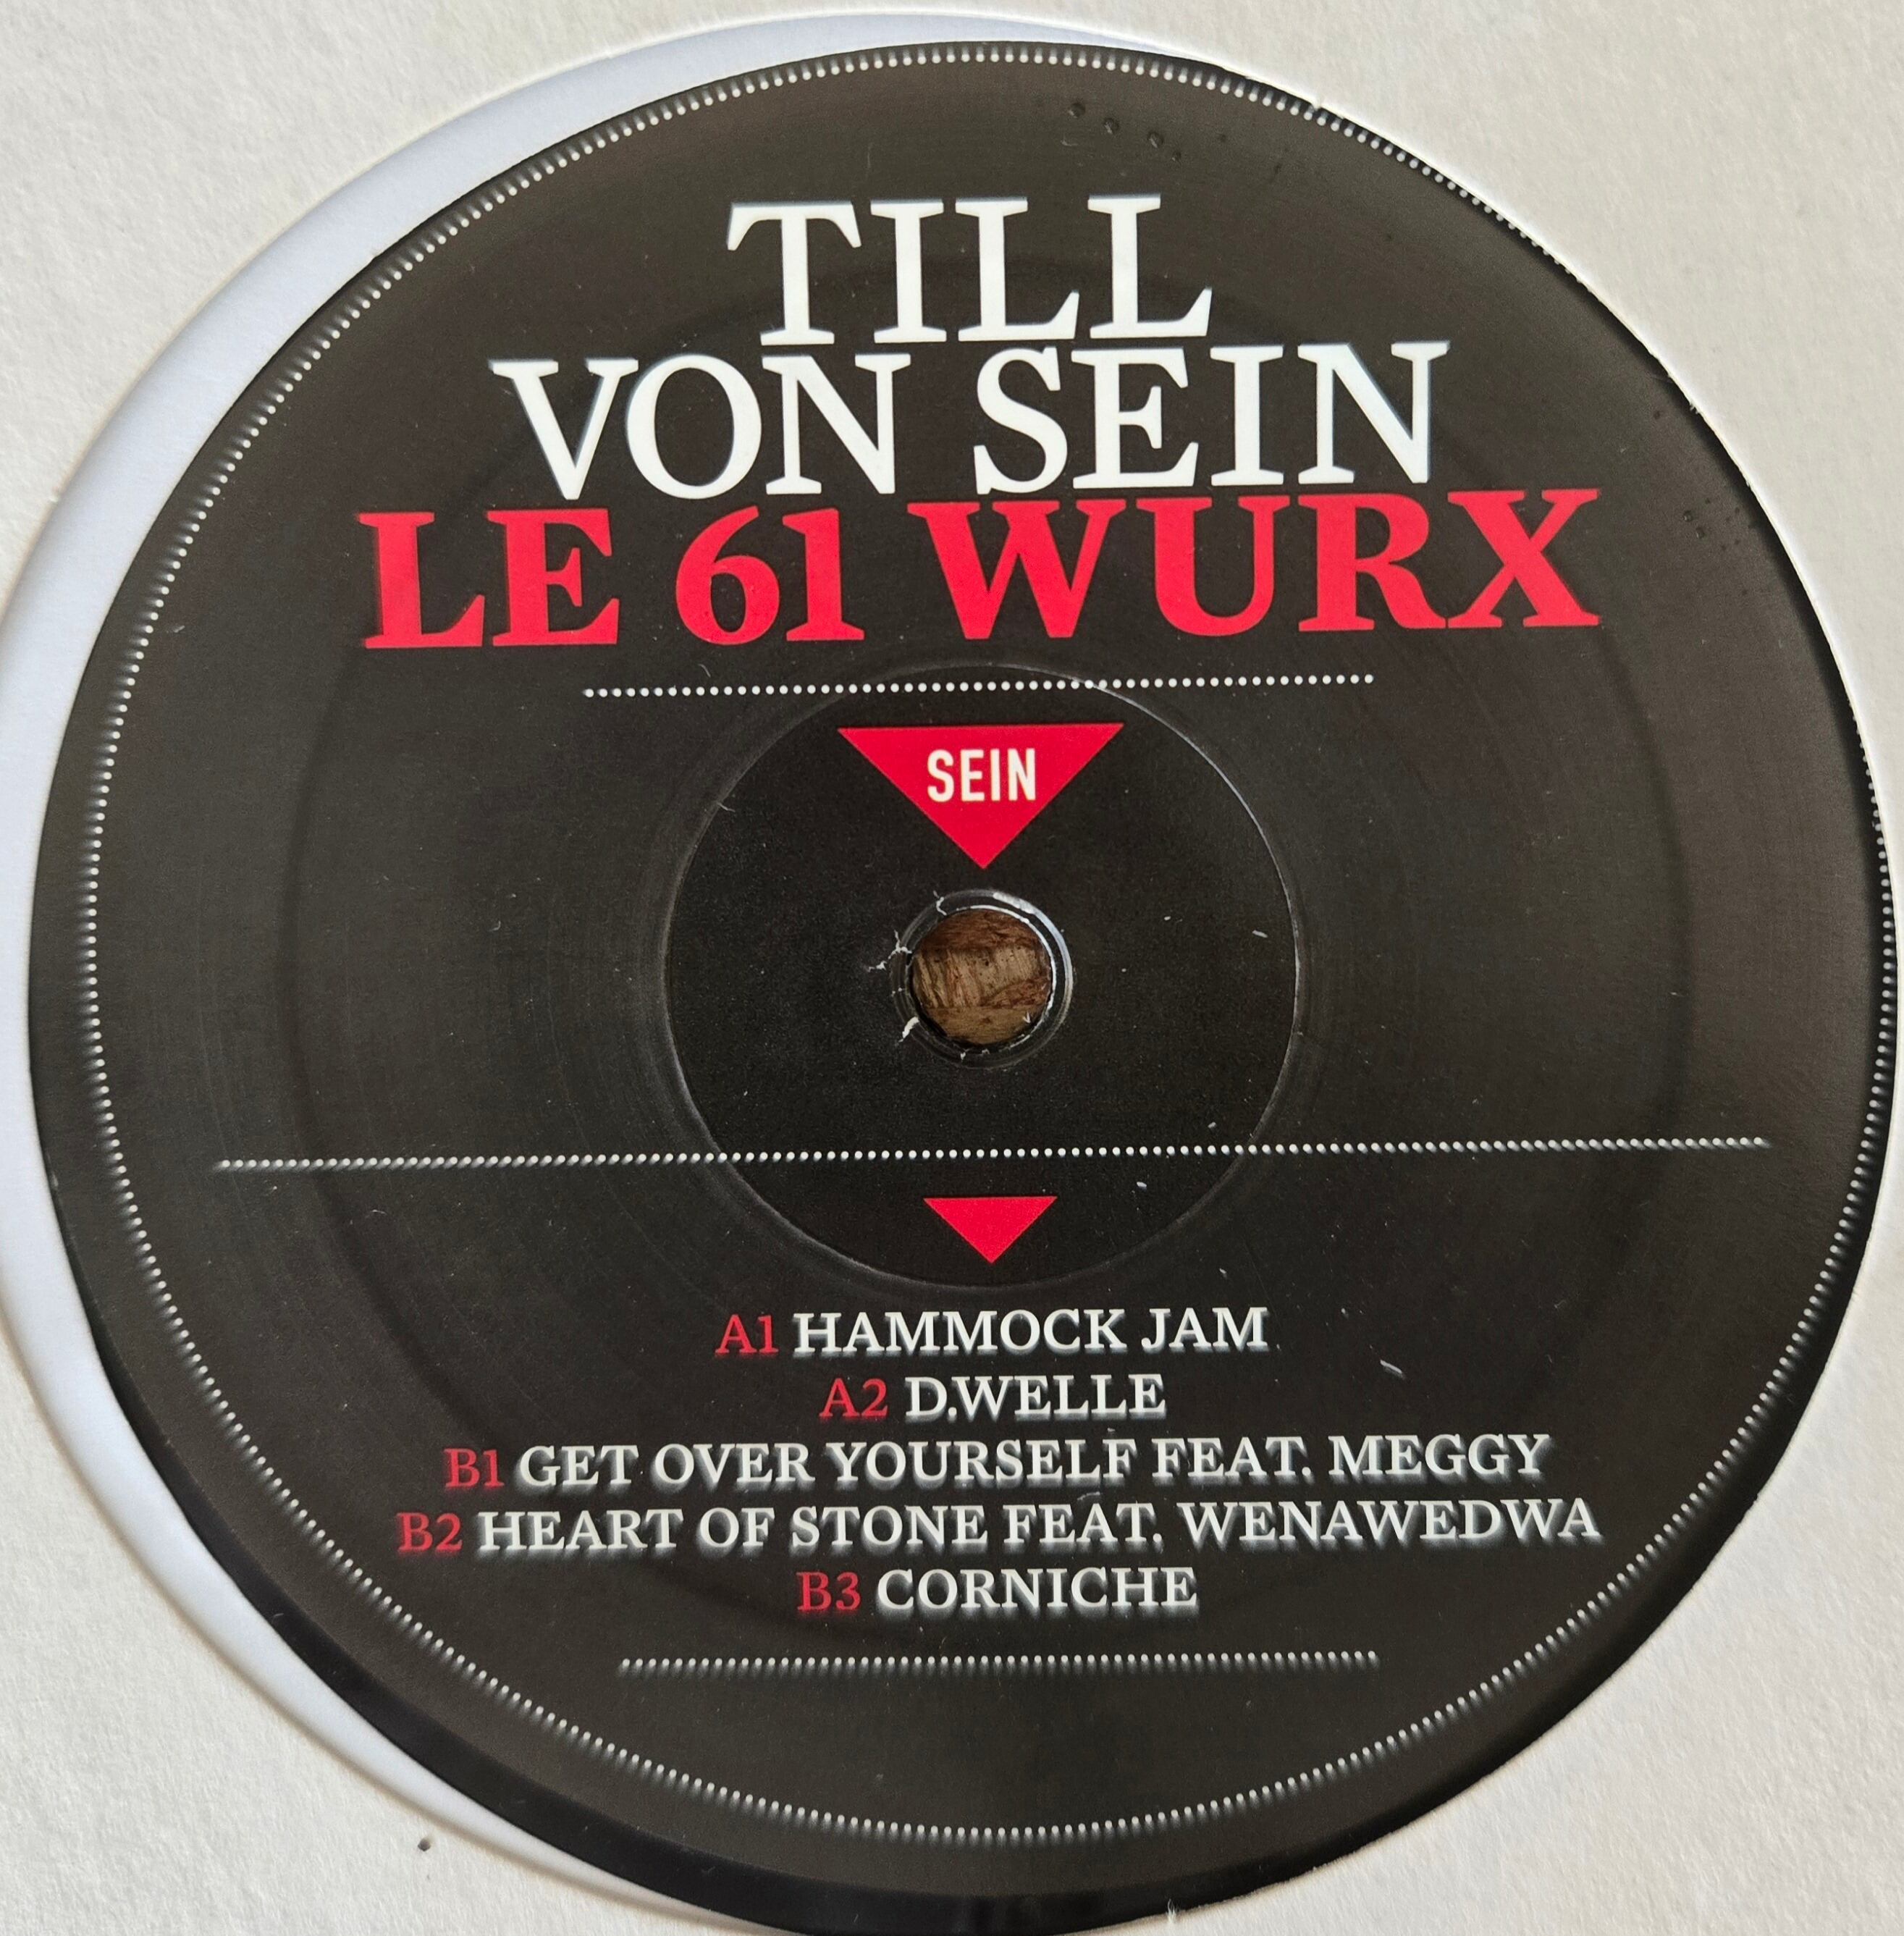 TILL
VON SEIN
LE 61 WURX
SEIN
A1 HAMMOCK JAM
A2 D.WELLE
B1 GET OVER YOURSELF FEAT. MEGGY
B2 HEART OF STONE FEAT. WENAWEDWA
B3 CORNICHE